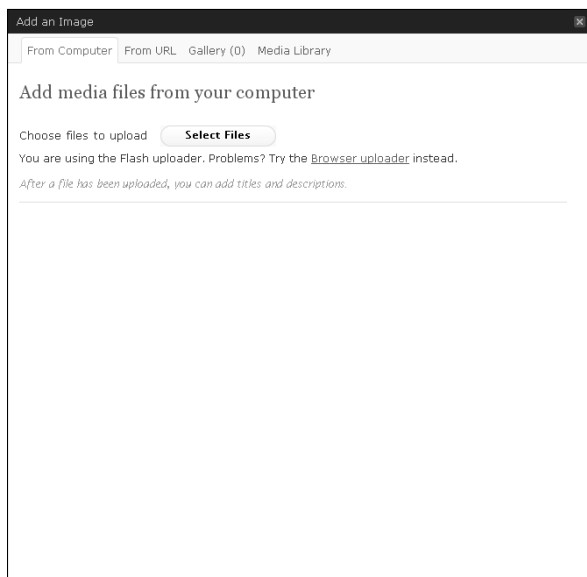 Add an Image
From Computer From URL Gallery (0) Media Library
Add media files from your computer
Choose files to upload Select Files
You are using the Flash uploader. Problems? Try the Browser uploader instead.
After a file has been uploaded, you can add titles and descriptions.